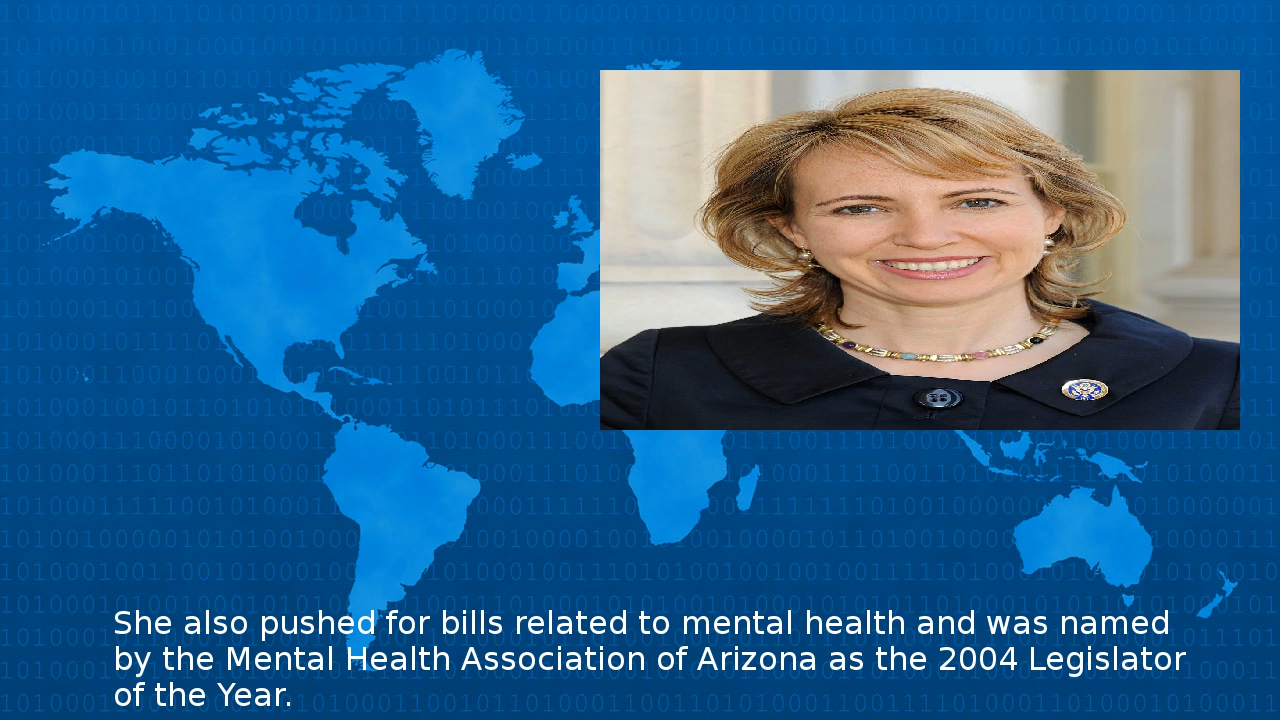 She also pushed for bills related to mental health and was named
by the Mental Health Association of Arizona as the 2004 Legislator
of the Year.